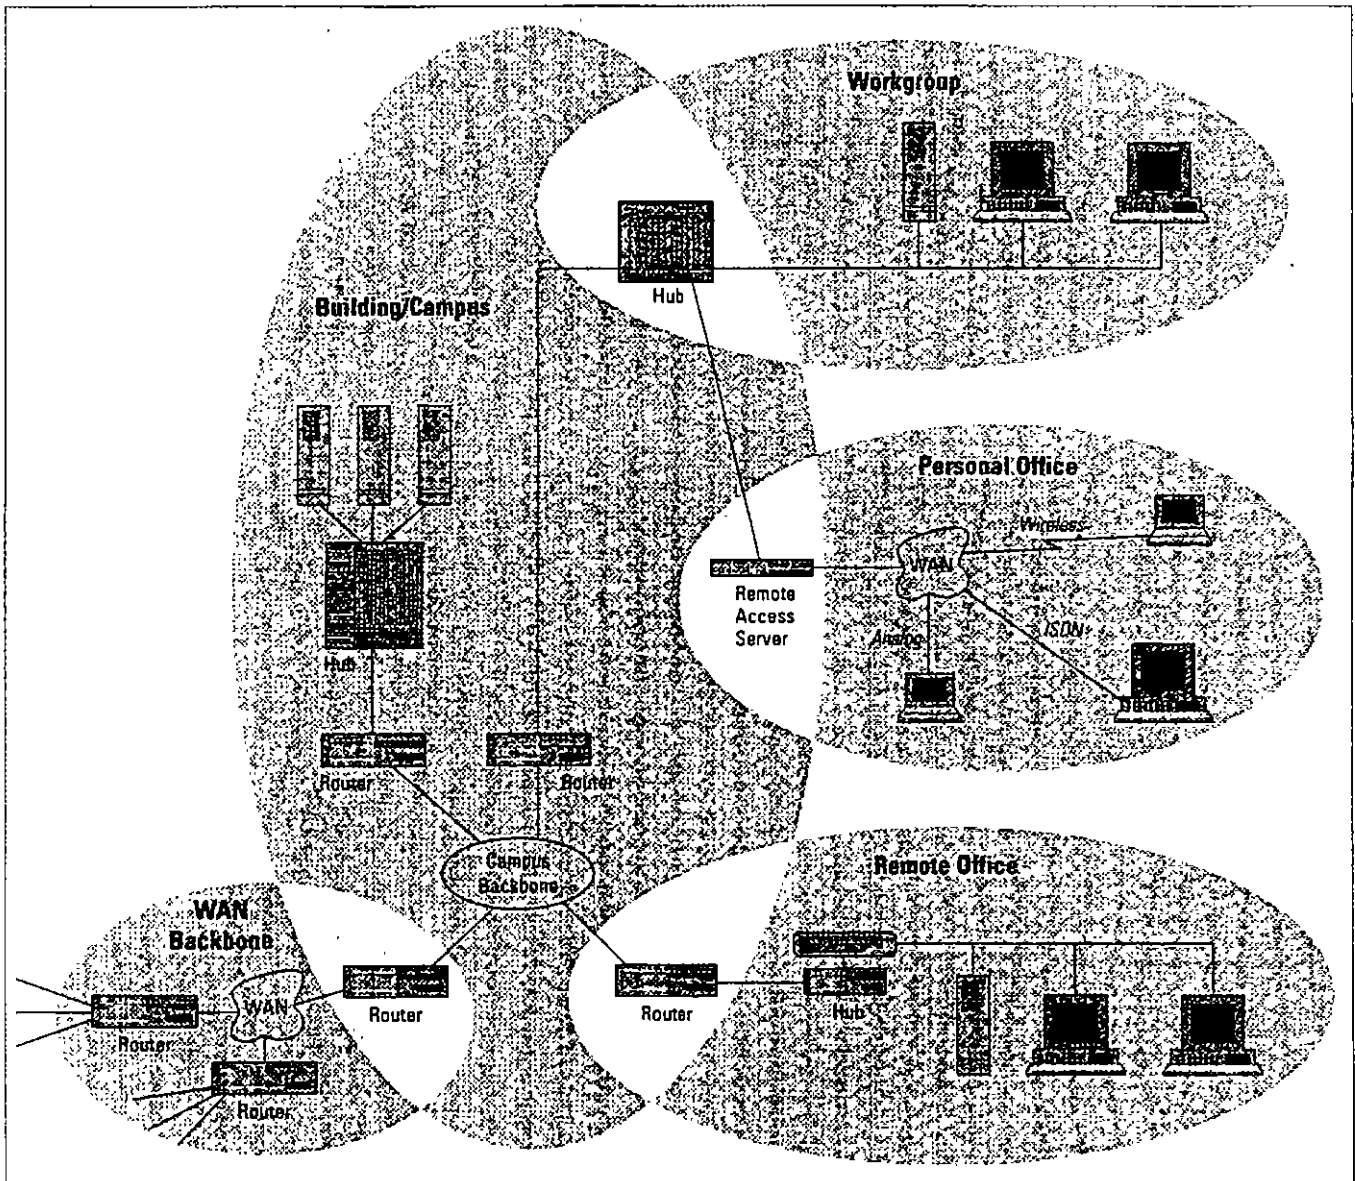 Workgroup
Hub
Building/Campus
Personal Office
Wireless
WAN
Remote
Access
Server
Analog
ISDN
Hub
Router
Router
Campus
Backbone
Remote Office
WAN
Backbone
Router
Router
Hub
WAN
Router
Router